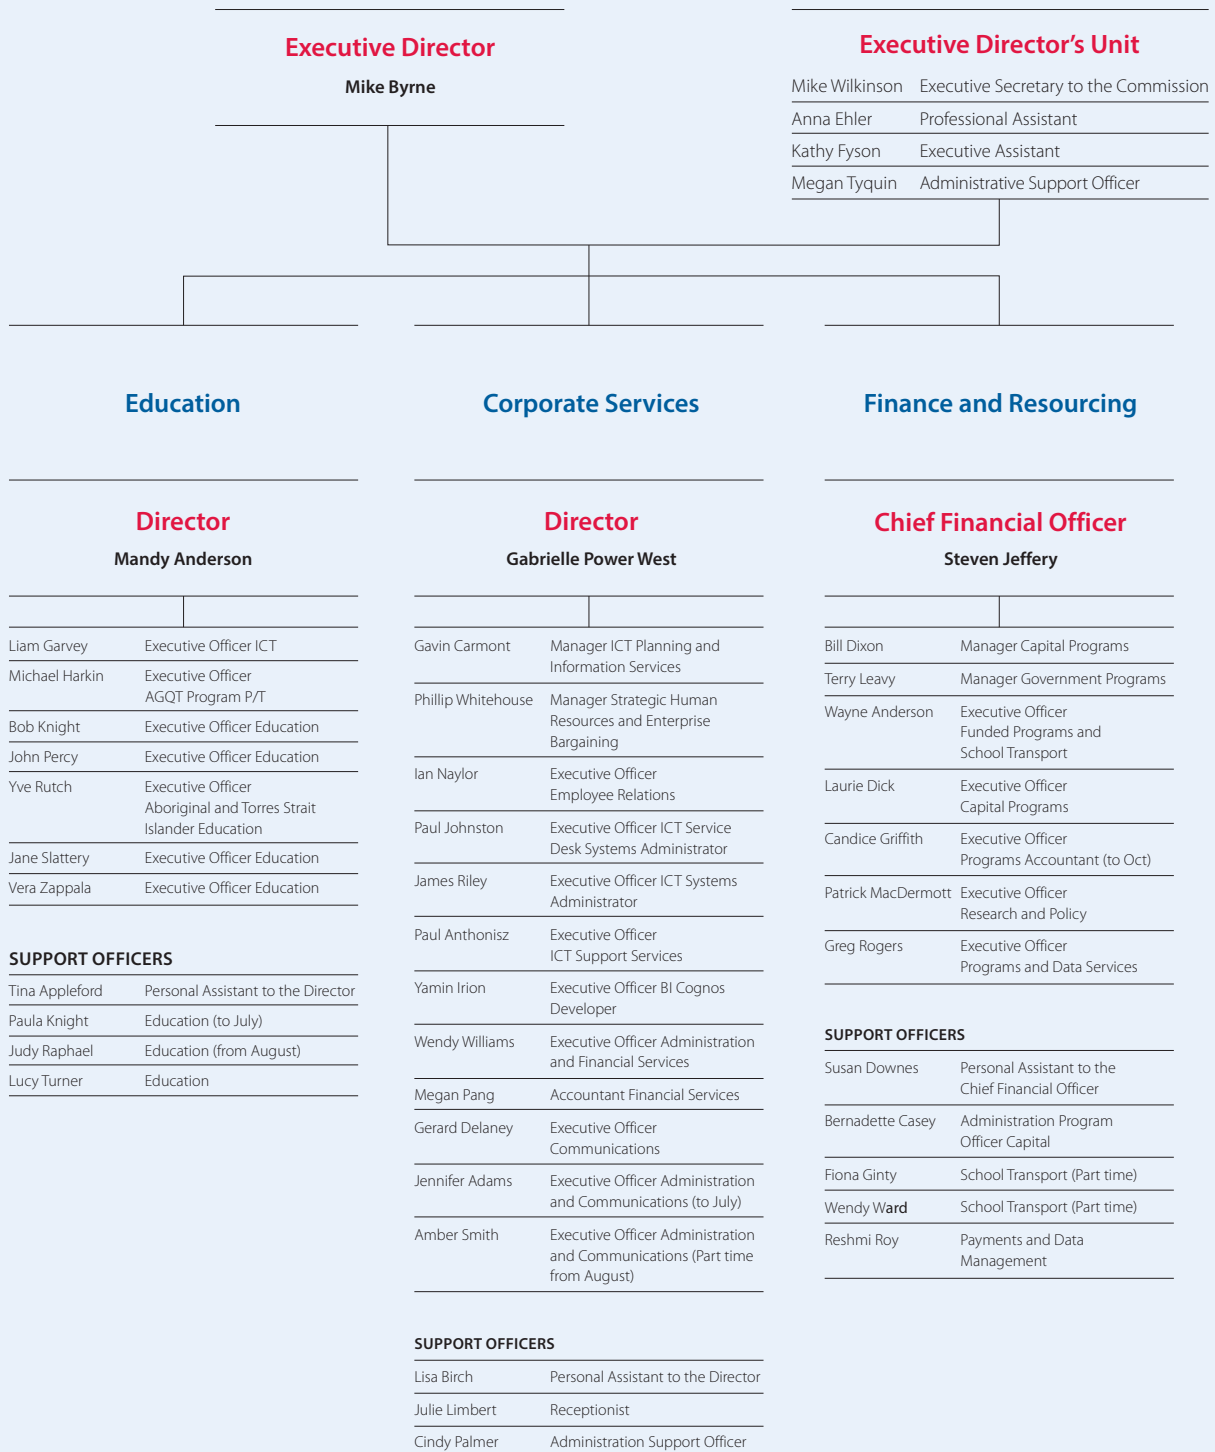 Executive Director
Mike Byrne
Executive Director’s Unit
Mike Wilkinson Executive Secretary to the Commission
Anna Ehler Professional Assistant
Kathy Fyson Executive Assistant
Megan Tyquin Administrative Support Officer
Education
Director
Mandy Anderson
Liam Garvey Executive Officer ICT
Michael Harkin Executive Officer
AGQT Program P/T
Bob Knight Executive Officer Education
John Percy Executive Officer Education
Yve Rutch Executive Officer
Aboriginal and Torres Strait
Islander Education
Jane Slattery Executive Officer Education
Vera Zappala Executive Officer Education
SUPPORT OFFICERS
Tina Appleford Personal Assistant to the Director
Paula Knight Education (to July)
Judy Raphael Education (from August)
Lucy Turner Education
Corporate Services
Director
Gabrielle Power West
Gavin Carmont Manager ICT Planning and
Information Services
Phillip Whitehouse Manager Strategic Human
Resources and Enterprise
Bargaining
Ian Naylor Executive Officer
Employee Relations
Paul Johnston Executive Officer ICT Service
Desk Systems Administrator
James Riley Executive Officer ICT Systems
Administrator
Paul Anthonisz Executive Officer
ICT Support Services
Yamin Irion Executive Officer BI Cognos
Developer
Wendy Williams Executive Officer Administration
and Financial Services
Megan Pang Accountant Financial Services
Gerard Delaney Executive Officer
Communications
Jennifer Adams Executive Officer Administration
and Communications (to July)
Amber Smith Executive Officer Administration
and Communications (Part time
from August)
SUPPORT OFFICERS
Lisa Birch Personal Assistant to the Director
Julie Limbert Receptionist
Cindy Palmer Administration Support Officer
Finance and Resourcing
Chief Financial Officer
Steven Jeffery
Bill Dixon Manager Capital Programs
Terry Leavy Manager Government Programs
Wayne Anderson Executive Officer
Funded Programs and
School Transport
Laurie Dick Executive Officer
Capital Programs
Candice Griffith Executive Officer
Programs Accountant (to Oct)
Patrick MacDermott Executive Officer
Research and Policy
Greg Rogers Executive Officer
Programs and Data Services
SUPPORT OFFICERS
Susan Downes Personal Assistant to the
Chief Financial Officer
Bernadette Casey Administration Program
Officer Capital
Fiona Ginty School Transport (Part time)
Wendy Ward School Transport (Part time)
Reshmi Roy Payments and Data
Management